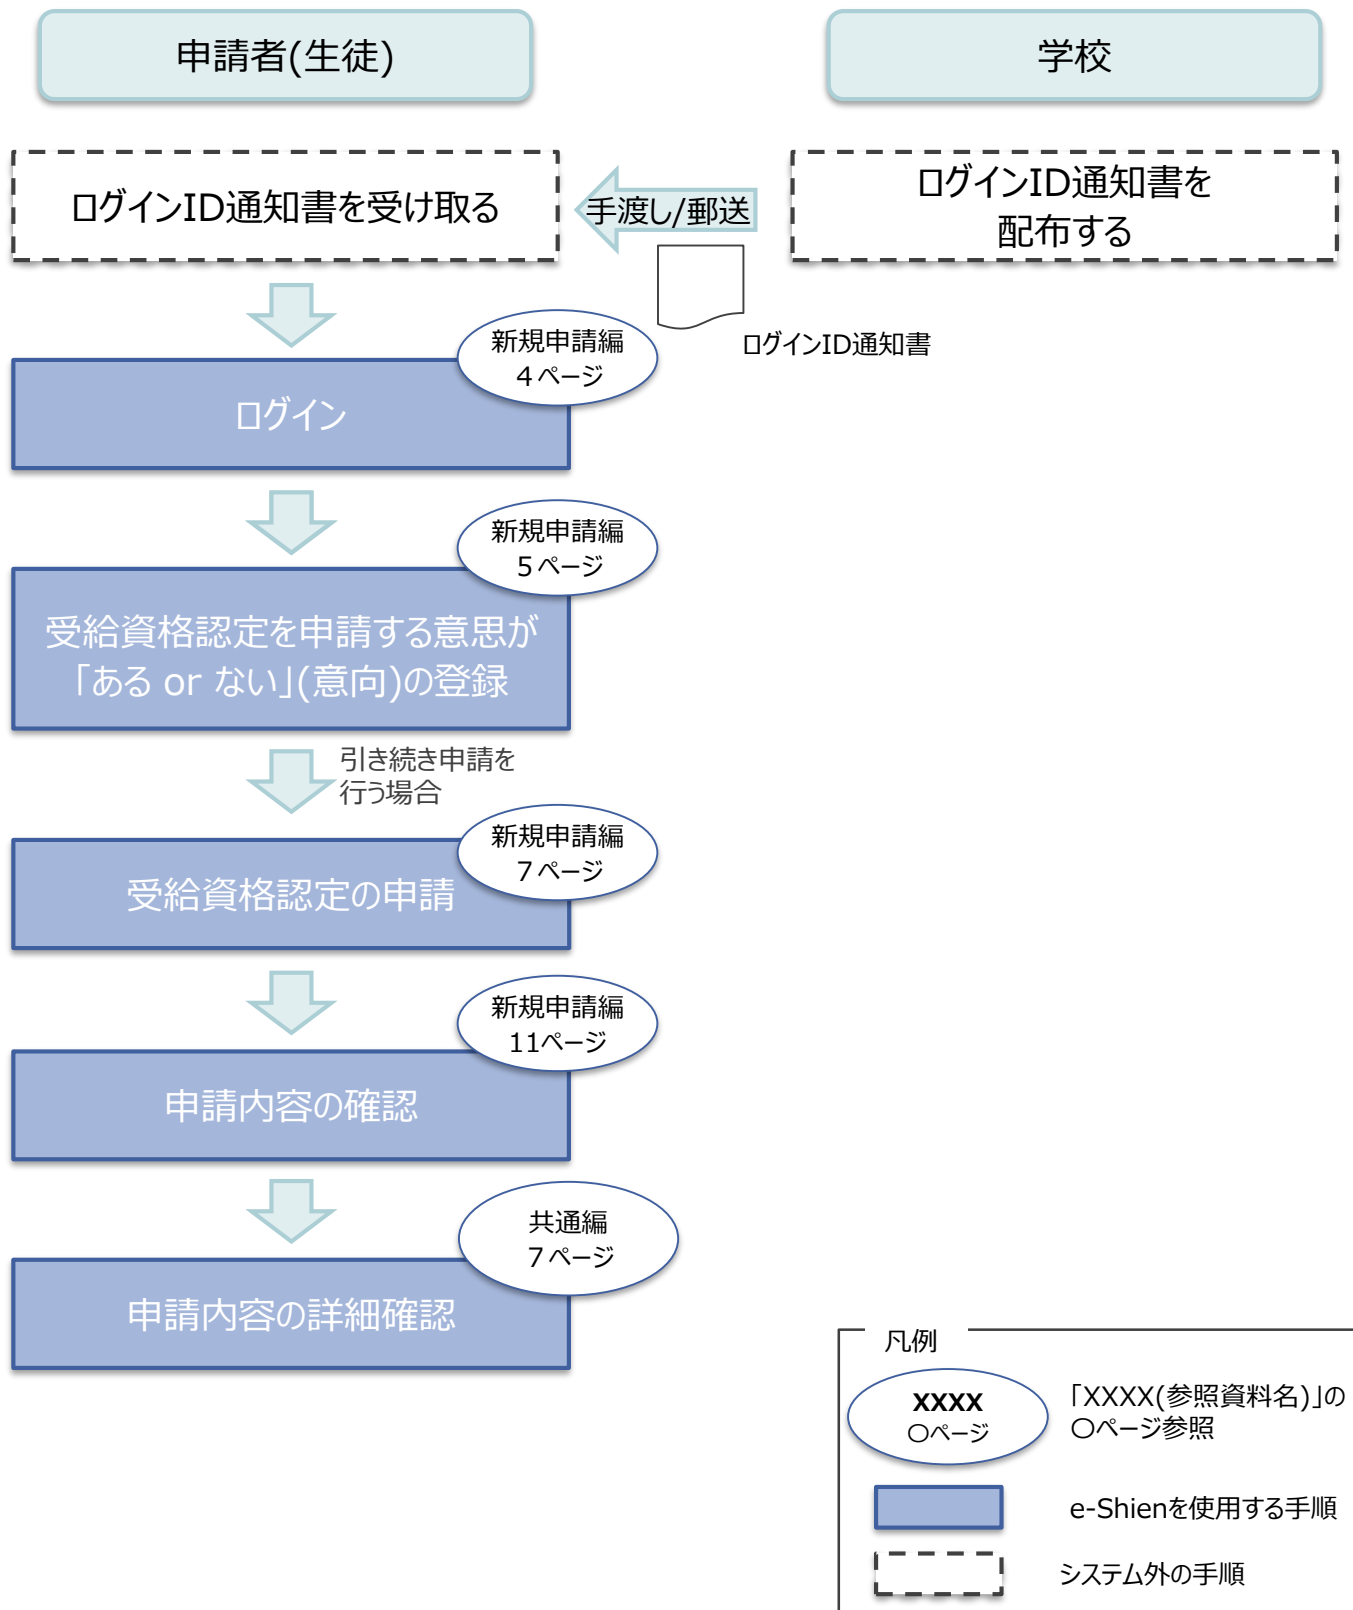 申請者(生徒)
学校
ログインID通知書を受け取る
手渡し/郵送
ログインID通知書を
配布する
ログインID通知書
新規申請編
4ページ
ログイン
新規申請編
5ページ
受給資格認定を申請する意思が
「ある or ない」(意向)の登録
引き続き申請を
行う場合
新規申請編
7ページ
受給資格認定の申請
新規申請編
11ページ
申請内容の確認
共通編
7ページ
申請内容の詳細確認
凡例
XXXX
○ページ
「XXXX(参照資料名)」の
○ページ参照
e-Shienを使用する手順
システム外の手順